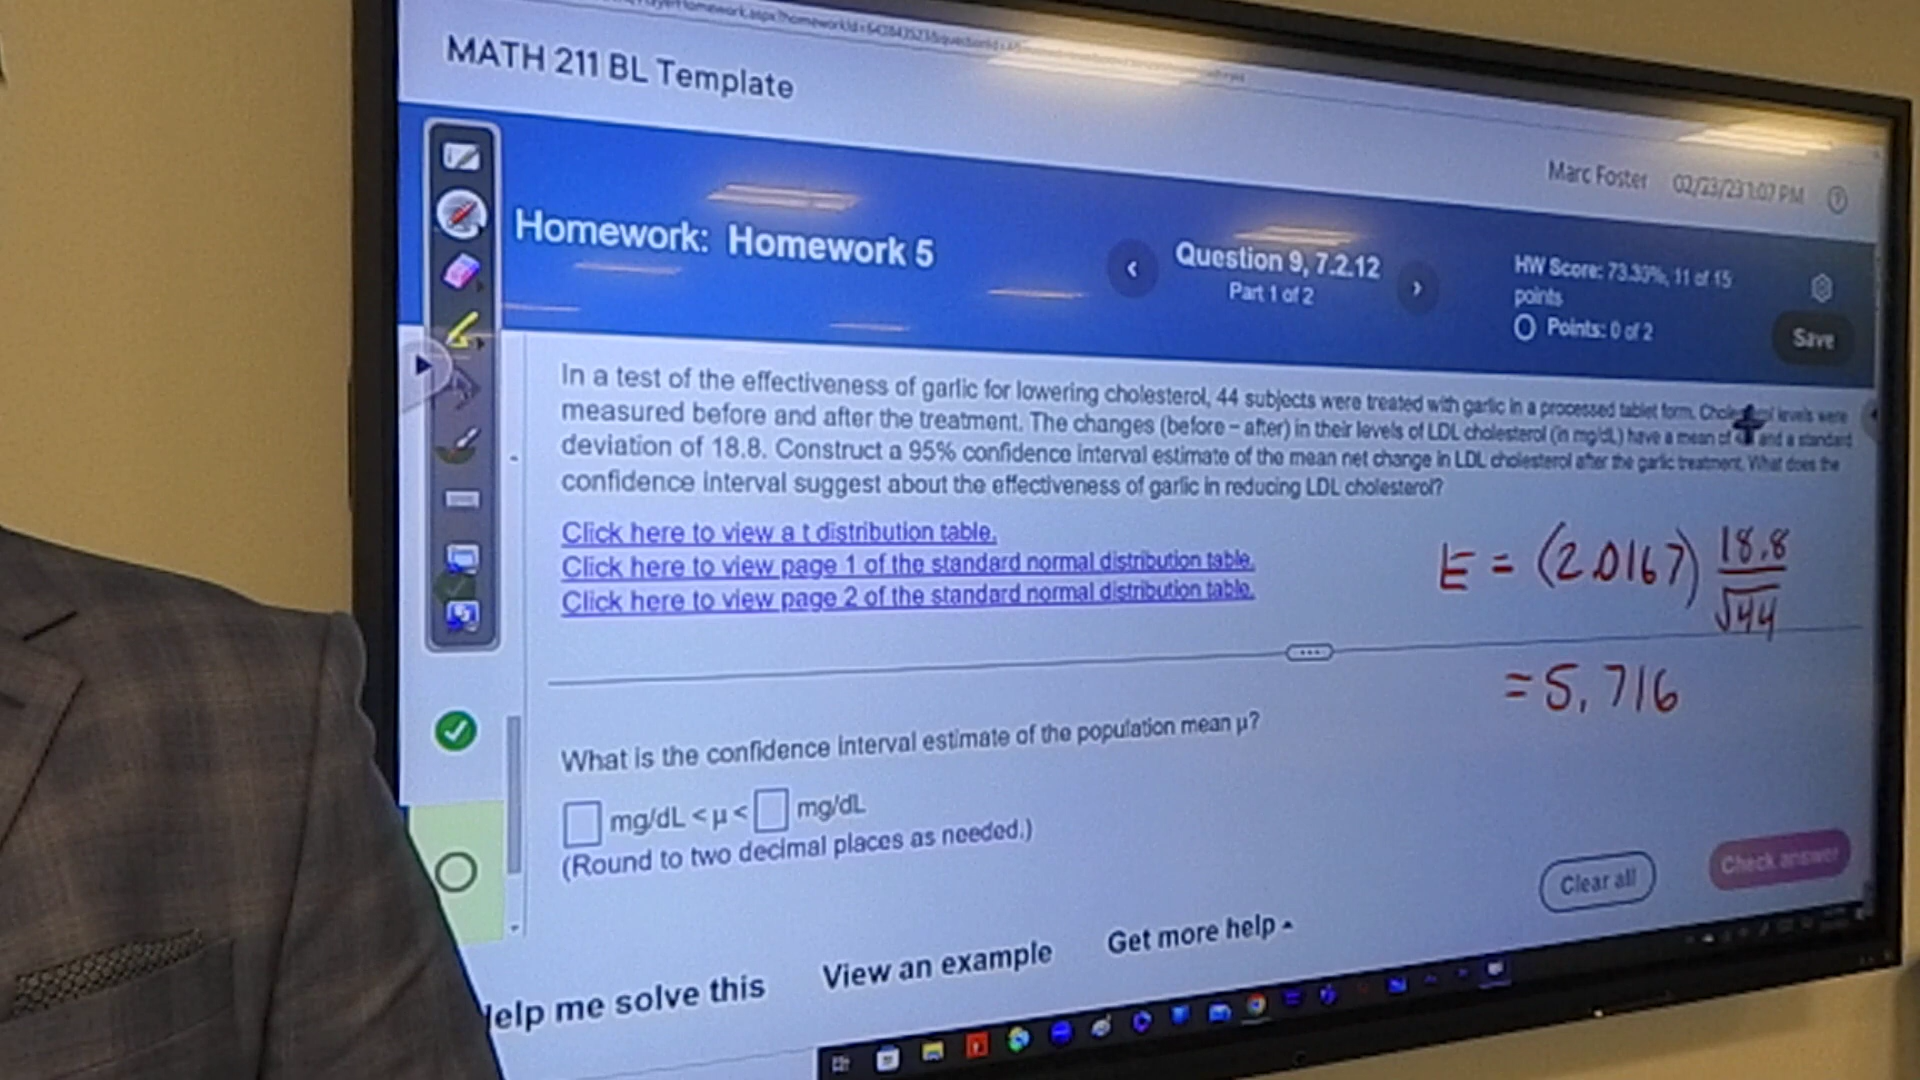 MATH 211 BL Template
Marc Foster 02/23/23 1:07 PM
Homework: Homework 5
Question 9, 7.2.12
Part 1 of 2
HW Score: 73.33%, 11 of 15
points
Points: 0 of 2
Save
In a test of the effectiveness of garlic for lowering cholesterol, 44 subjects were treated with garlic in a processed tablet form. levels were
measured before and after the treatment. The changes (before – after) in their levels of LDL cholesterol (in mg/dL) have a mean of and a standard
deviation of 18.8. Construct a 95% confidence interval estimate of the mean net change in LDL cholesterol after the garlic treatment. What does the
confidence interval suggest about the effectiveness of garlic in reducing LDL cholesterol?
Click here to view a t distribution table.
Click here to view page 1 of the standard normal distribution table.
Click here to view page 2 of the standard normal distribution table.
E = (2.0167) 18.8
√44
= 5.716
What is the confidence interval estimate of the population mean μ?
mg/dL < μ < mg/dL
(Round to two decimal places as needed.)
Clear all
Check answer
elp me solve this
View an example
Get more help